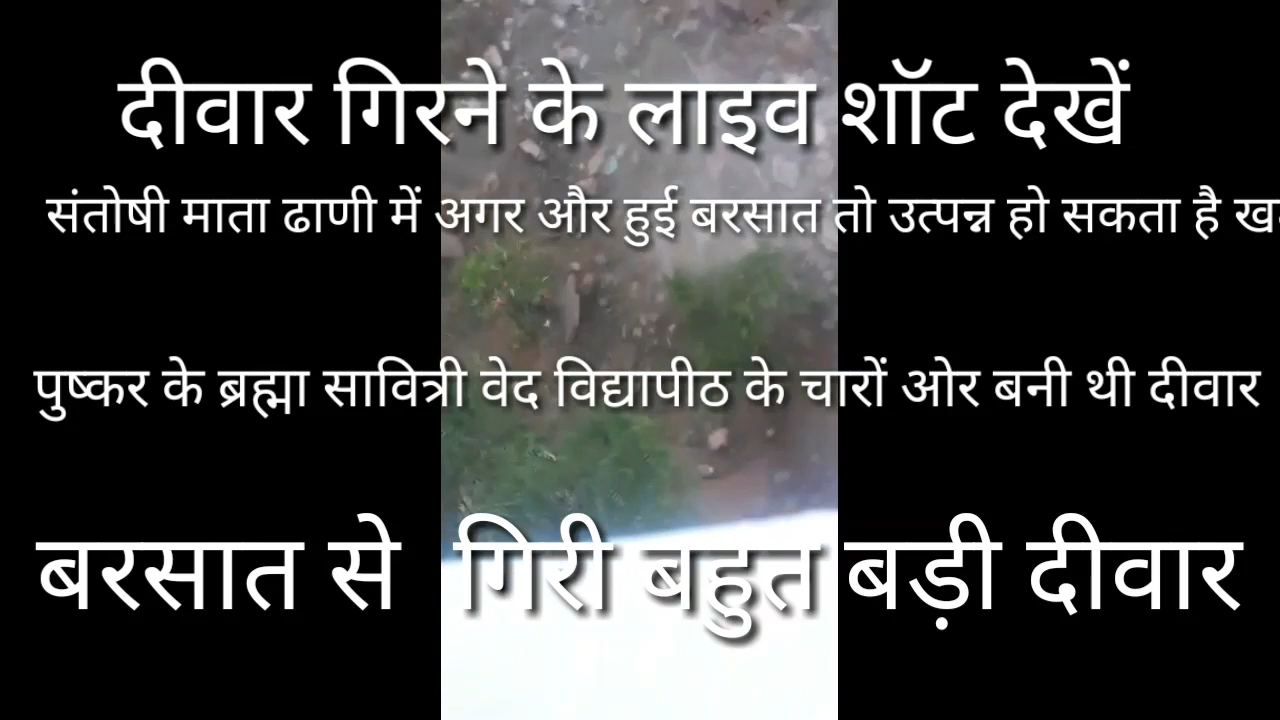 दीवार गिरने के लाइव शॉट देखें
संतोषी माता ढाणी में अगर और हुई बरसात तो उत्पन्न हो सकता है
पुष्कर के ब्रह्मा सावित्री वेद विद्यापीठ के चारों ओर बनी थी दीवार
बरसात से गिरी बहुत बड़ी दीवार